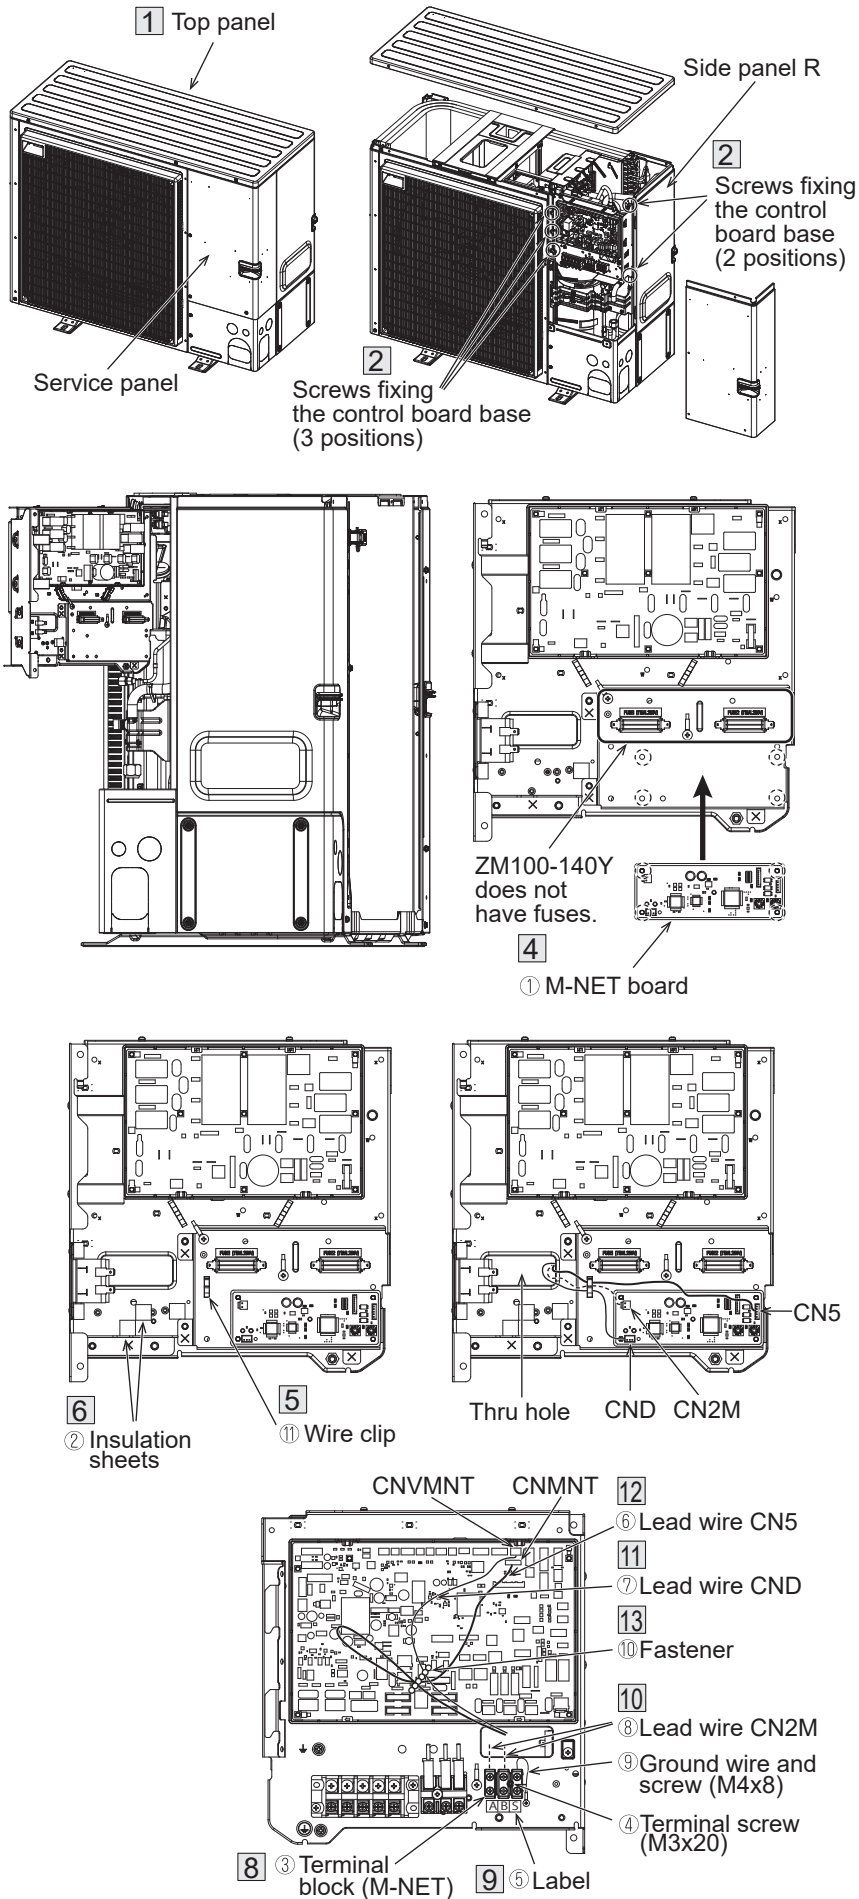 1 Top panel
Side panel R
2
Screws fixing
the control
board base
(2 positions)
Service panel
2
Screws fixing
the control board base
(3 positions)
ZM100-140Y
does not
have fuses.
4
① M-NET board
6
② Insulation
sheets
5
⑪ Wire clip
Thru hole
CND
CN2M
CN5
CNVMNT
CNMNT
12
⑥ Lead wire CN5
11
⑦ Lead wire CND
13
⑩ Fastener
10
⑧ Lead wire CN2M
⑨ Ground wire and
screw (M4x8)
④ Terminal screw
(M3x20)
A B S
8 ③ Terminal
block (M-NET)
9 ⑤ Label